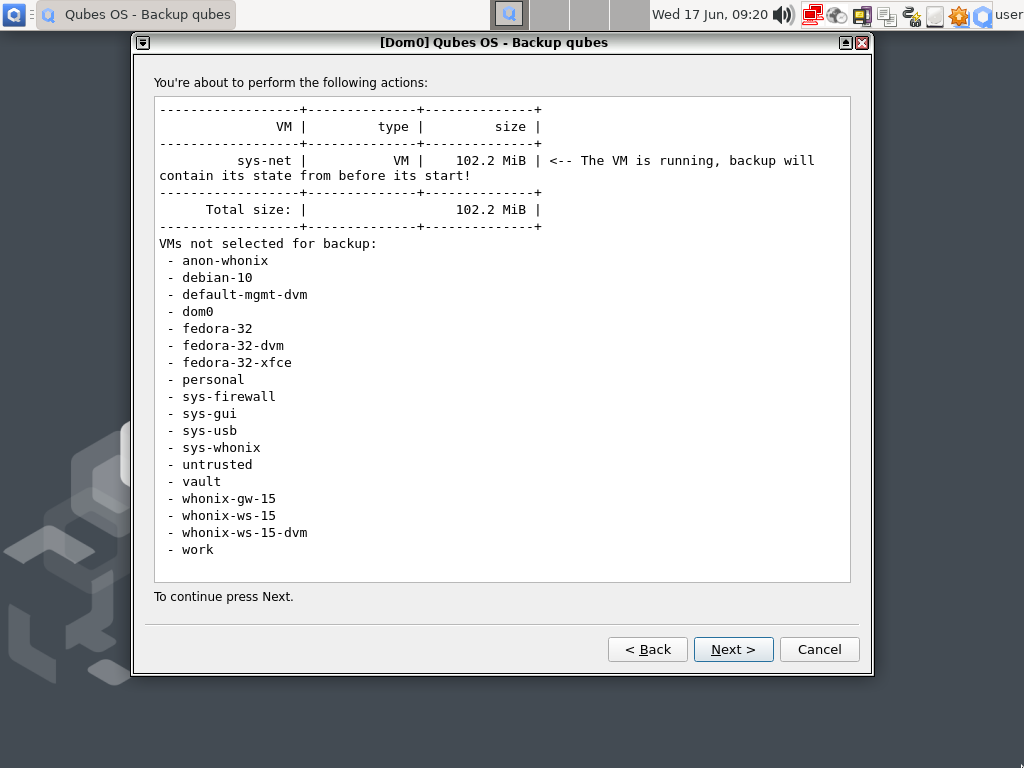 Qubes OS - Backup qubes
Wed 17 Jun, 09:20
user
[Dom0] Qubes OS - Backup qubes
You're about to perform the following actions:
------------------+--------------+--------------+
VM | type | size |
------------------+--------------+--------------+
sys-net | VM | 102.2 MiB | <-- The VM is running, backup will
contain its state from before its start!
------------------+--------------+--------------+
Total size: | 102.2 MiB |
------------------+--------------+--------------+
VMs not selected for backup:
- anon-whonix
- debian-10
- default-mgmt-dvm
- dom0
- fedora-32
- fedora-32-dvm
- fedora-32-xfce
- personal
- sys-firewall
- sys-gui
- sys-usb
- sys-whonix
- untrusted
- vault
- whonix-gw-15
- whonix-ws-15
- whonix-ws-15-dvm
- work
To continue press Next.
< Back
Next >
Cancel